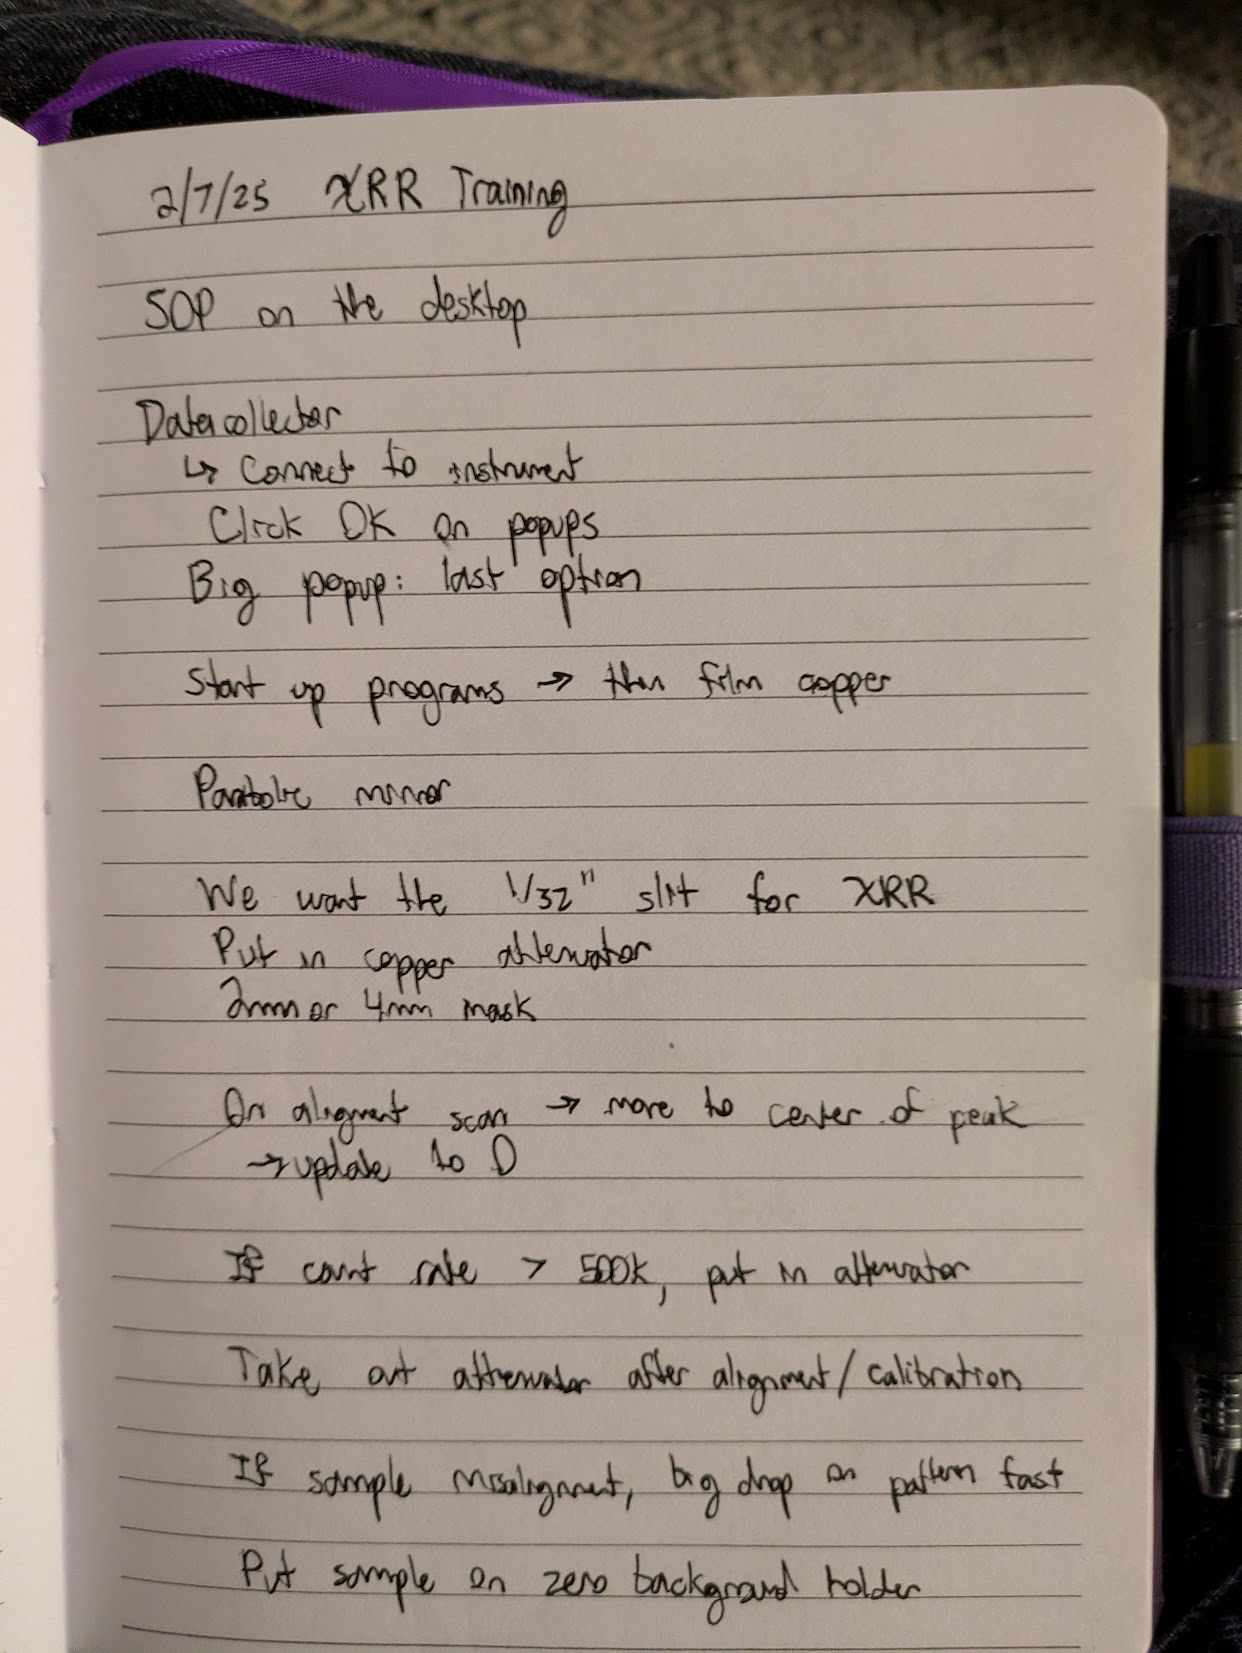 2/7/25 XRR Training
SOP on the desktop
Data collector
↳ Connect to instrument
Click OK on popups
Big popup: last option
Start up programs → thin film copper
Parabolic mirror
We want the 1/32" slit for XRR
Put in copper attenuator
2mm or 4mm mask
On alignment scan → move to center of peak
→ update to 0
If count rate > 500k, put in attenuator
Take out attenuator after alignment/calibration
If sample misalignment, big drop on pattern fast
Put sample on zero background holder